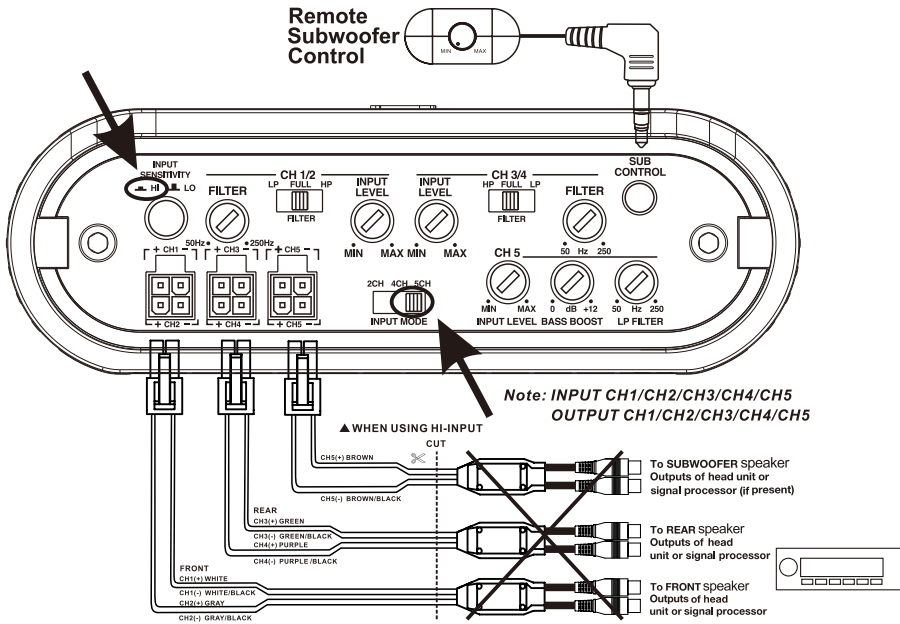 Remote
Subwoofer
Control
MIN MAX
INPUT
SENSITIVITY
HI LO
FILTER
50Hz 250Hz
CH 1/2
LP FULL HP
FILTER
INPUT
LEVEL
MIN MAX
INPUT
LEVEL
MIN MAX
CH 3/4
HP FULL LP
FILTER
FILTER
50 Hz 250
SUB
CONTROL
+ CH1 -
+ CH3 -
+ CH5 -
+ CH2 -
+ CH4 -
+ CH5 -
2CH 4CH 5CH
INPUT MODE
CH 5
MIN MAX
INPUT LEVEL
0 dB +12
BASS BOOST
50 Hz 250
LP FILTER
Note: INPUT CH1/CH2/CH3/CH4/CH5
OUTPUT CH1/CH2/CH3/CH4/CH5
▲WHEN USING HI-INPUT
CUT
CH5(+) BROWN
CH5(-) BROWN/BLACK
To SUBWOOFER speaker
Outputs of head unit or
signal processor (if present)
REAR
CH3(+) GREEN
CH3(-) GREEN/BLACK
CH4(+) PURPLE
CH4(-) PURPLE/BLACK
To REAR speaker
Outputs of head
unit or signal processor
FRONT
CH1(+) WHITE
CH1(-) WHITE/BLACK
CH2(+) GRAY
CH2(-) GRAY/BLACK
To FRONT speaker
Outputs of head
unit or signal processor